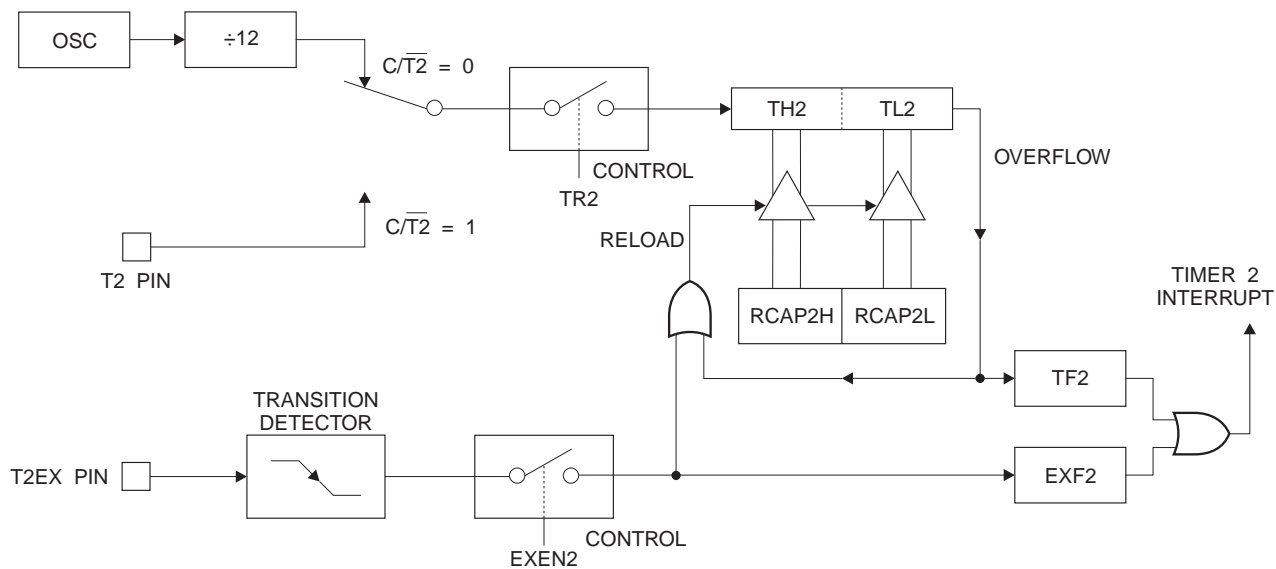 OSC
÷12
C/T2̅ = 0
TH2
TL2
OVERFLOW
CONTROL
TR2
C/T2̅ = 1
T2 PIN
RELOAD
RCAP2H
RCAP2L
TIMER 2
INTERRUPT
TF2
TRANSITION
DETECTOR
T2EX PIN
EXF2
CONTROL
EXEN2